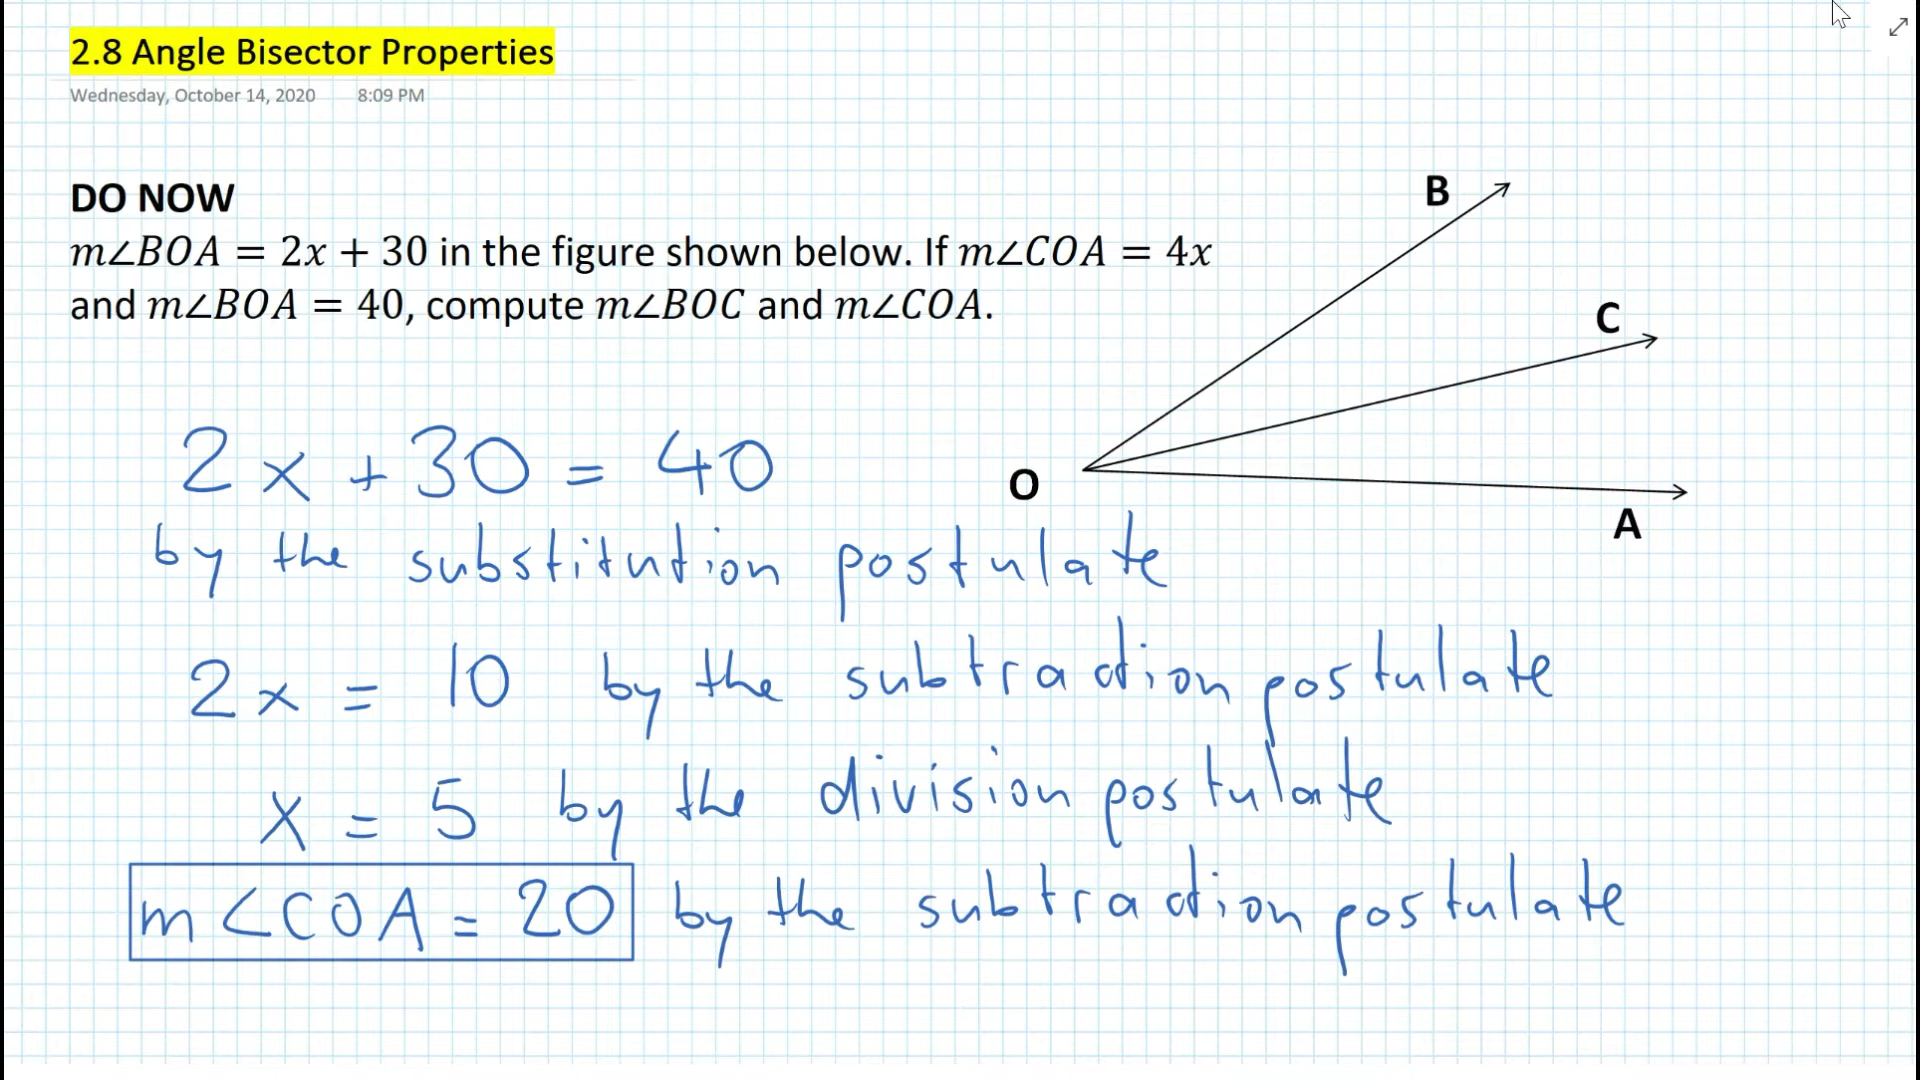 2.8 Angle Bisector Properties
Wednesday, October 14, 2020 8:09 PM
DO NOW
m∠BOA = 2x + 30 in the figure shown below. If m∠COA = 4x
and m∠BOA = 40, compute m∠BOC and m∠COA.
B
C
O
A
2x + 30 = 40
by the substitution postulate
2x = 10 by the subtraction postulate
x = 5 by the division postulate
m∠COA = 20 by the subtraction postulate